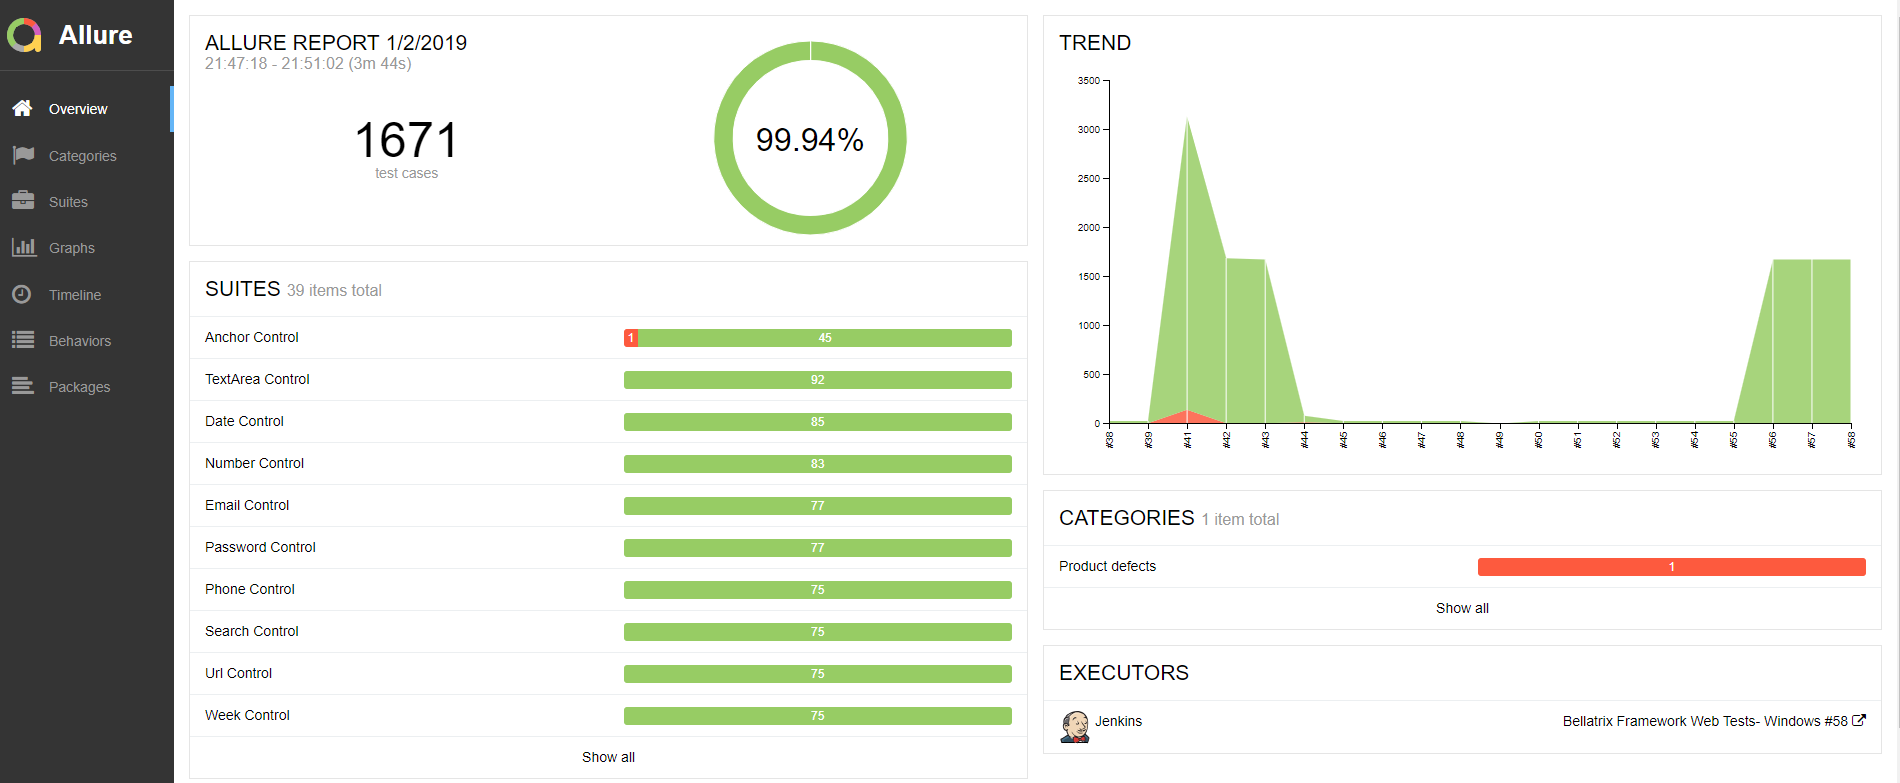 Allure
Overview
Categories
Suites
Graphs
Timeline
Behaviors
Packages
ALLURE REPORT 1/2/2019
21:47:18 - 21:51:02 (3m 44s)
1671
test cases
99.94%
SUITES 39 items total
Anchor Control 1 45
TextArea Control 92
Date Control 85
Number Control 83
Email Control 77
Password Control 77
Phone Control 75
Search Control 75
Url Control 75
Week Control 75
Show all
TREND
3500
3000
2500
2000
1500
1000
500
0
#38 #39 #41 #42 #43 #44 #45 #46 #47 #48 #49 #50 #51 #52 #53 #54 #55 #56 #57 #58
CATEGORIES 1 item total
Product defects 1
Show all
EXECUTORS
Jenkins Bellatrix Framework Web Tests- Windows #58